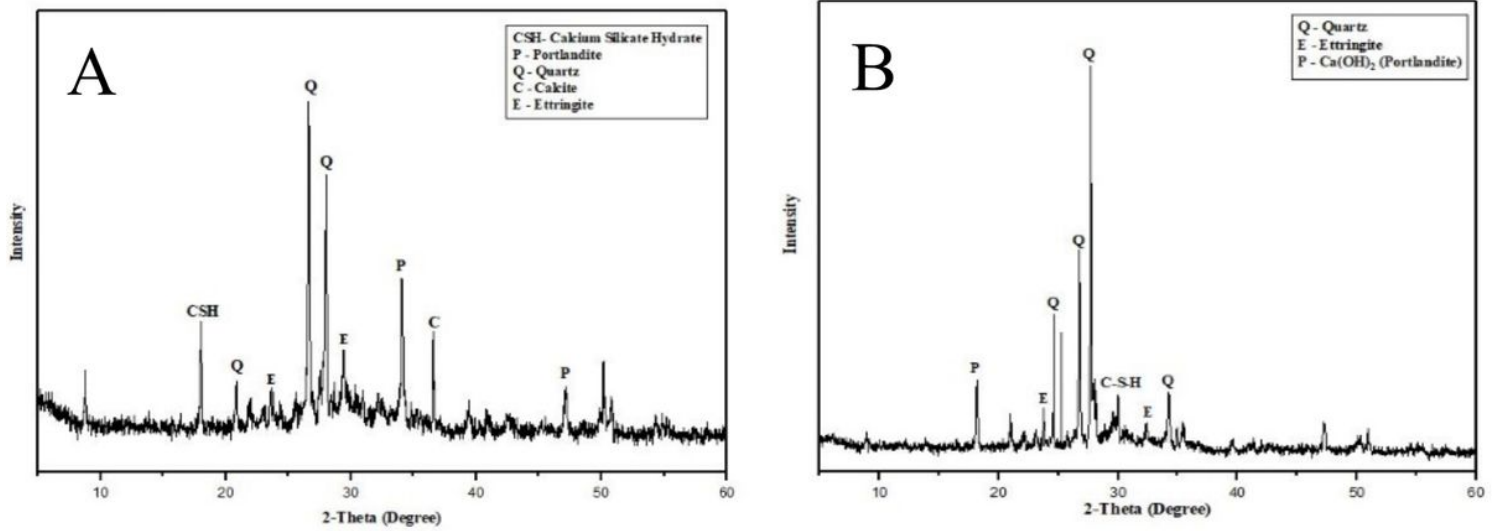 A
CSH- Calcium Silicate Hydrate
P - Portlandite
Q - Quartz
C - Calcite
E - Ettringite
Q
Q
P
CSH
C
E
Q
E
P
Intensity
10 20 30 40 50 60
2-Theta (Degree)
B
Q - Quartz
E - Ettringite
P - Ca(OH)₂ (Portlandite)
Q
Q
Q
P
C-S-H
Q
E
E
Intensity
10 20 30 40 50 60
2-Theta (Degree)